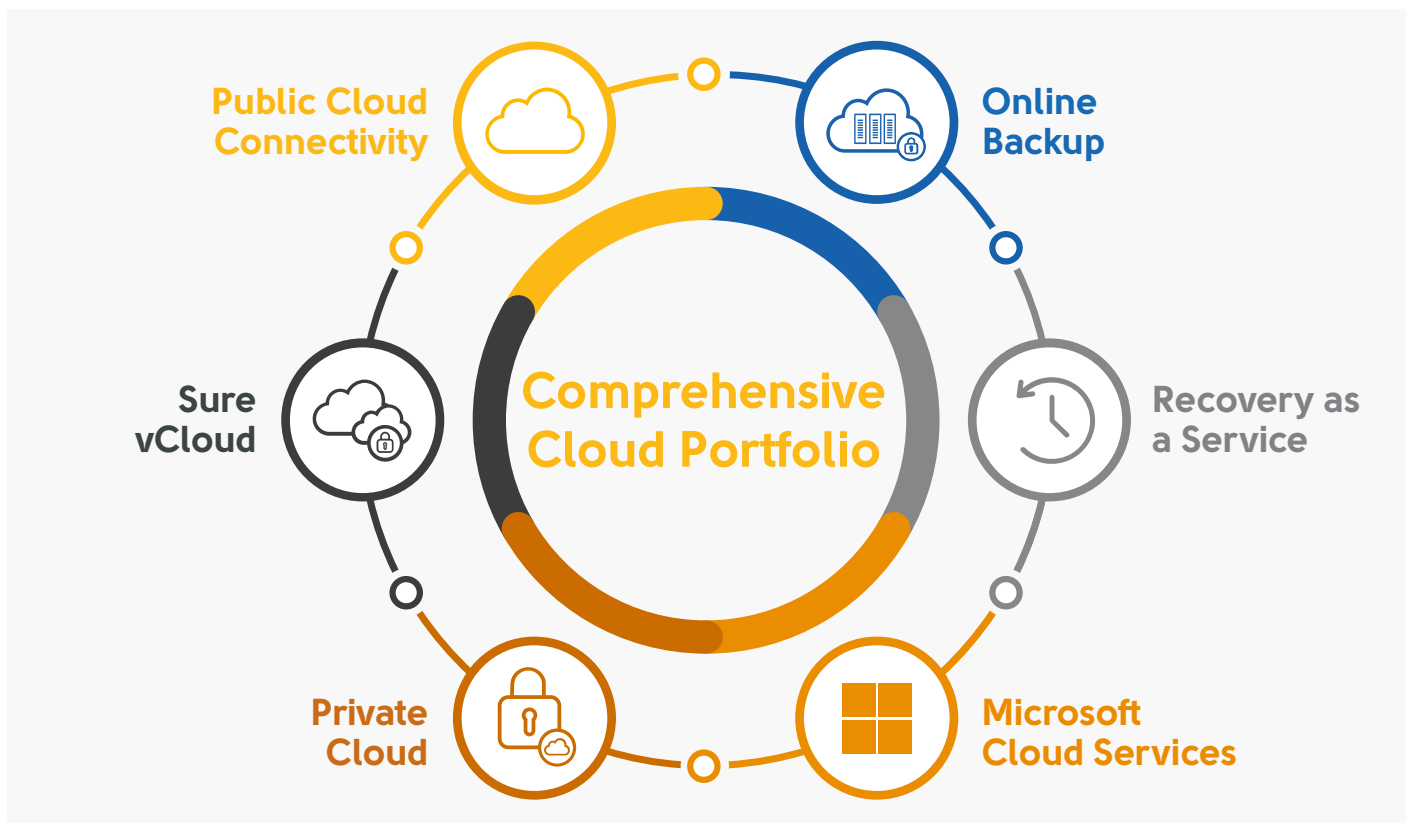 Public Cloud
Connectivity
Online
Backup
Sure
vCloud
Comprehensive
Cloud Portfolio
Recovery as
a Service
Private
Cloud
Microsoft
Cloud Services